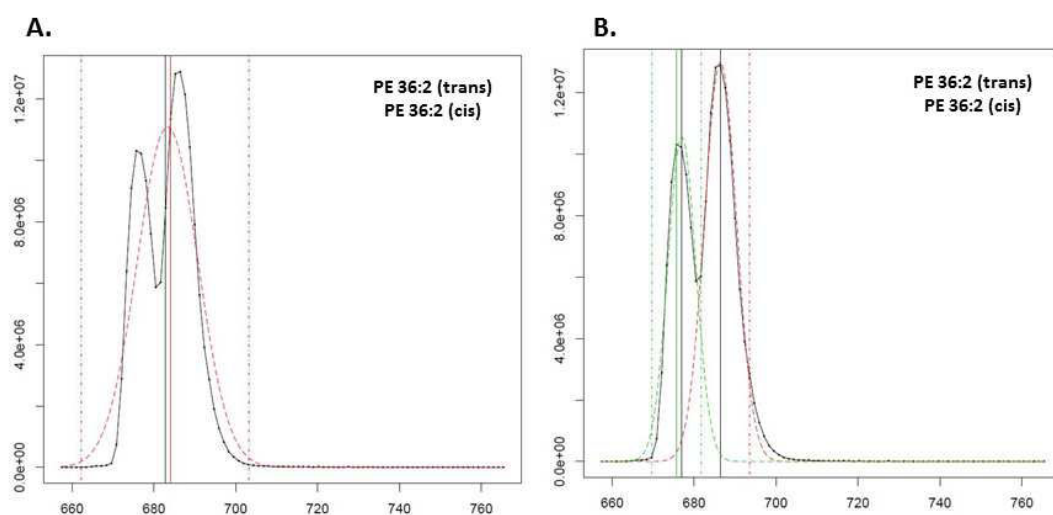 A.
PE 36:2 (trans)
PE 36:2 (cis)
1.2e+07
8.0e+06
4.0e+06
0.0e+00
660 680 700 720 740 760
B.
PE 36:2 (trans)
PE 36:2 (cis)
1.2e+07
8.0e+06
4.0e+06
0.0e+00
660 680 700 720 740 760